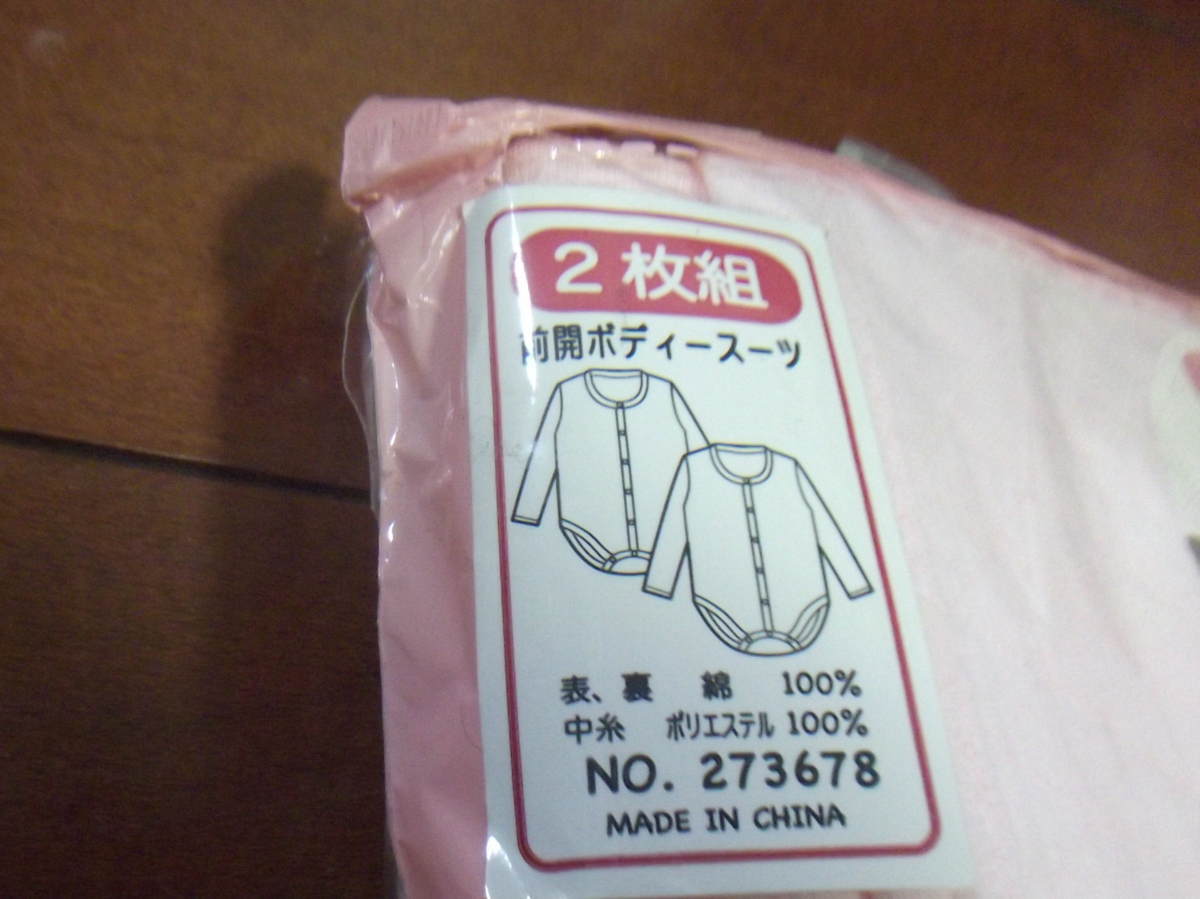 2枚組
前開ボディースーツ
表、裏 綿 100%
中糸 ポリエステル 100%
NO. 273678
MADE IN CHINA